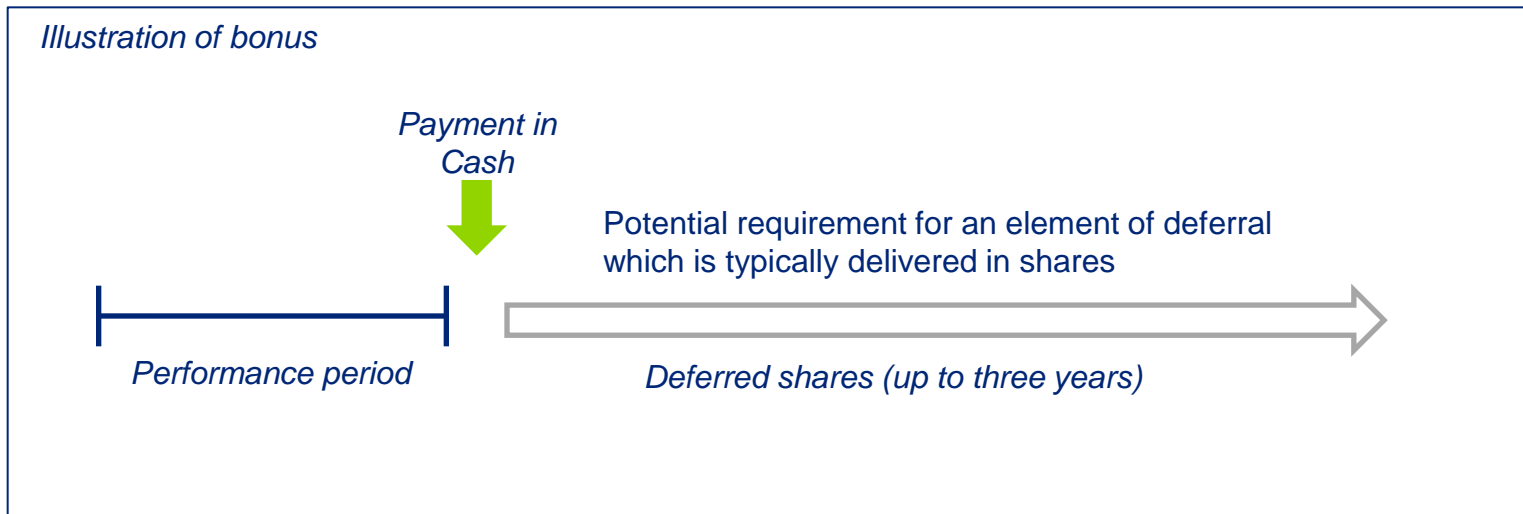 Illustration of bonus
Payment in
Cash
Potential requirement for an element of deferral
which is typically delivered in shares
Performance period
Deferred shares (up to three years)